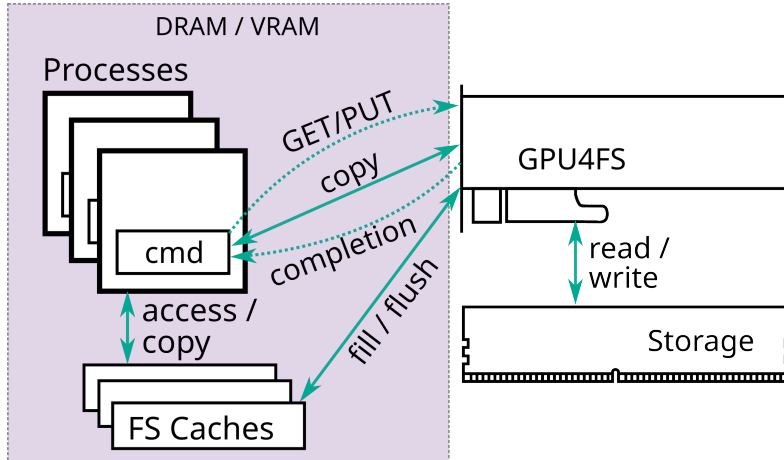 DRAM / VRAM
Processes
GET/PUT
copy
GPU4FS
cmd
completion
read /
write
access /
copy
fill / flush
Storage
FS Caches